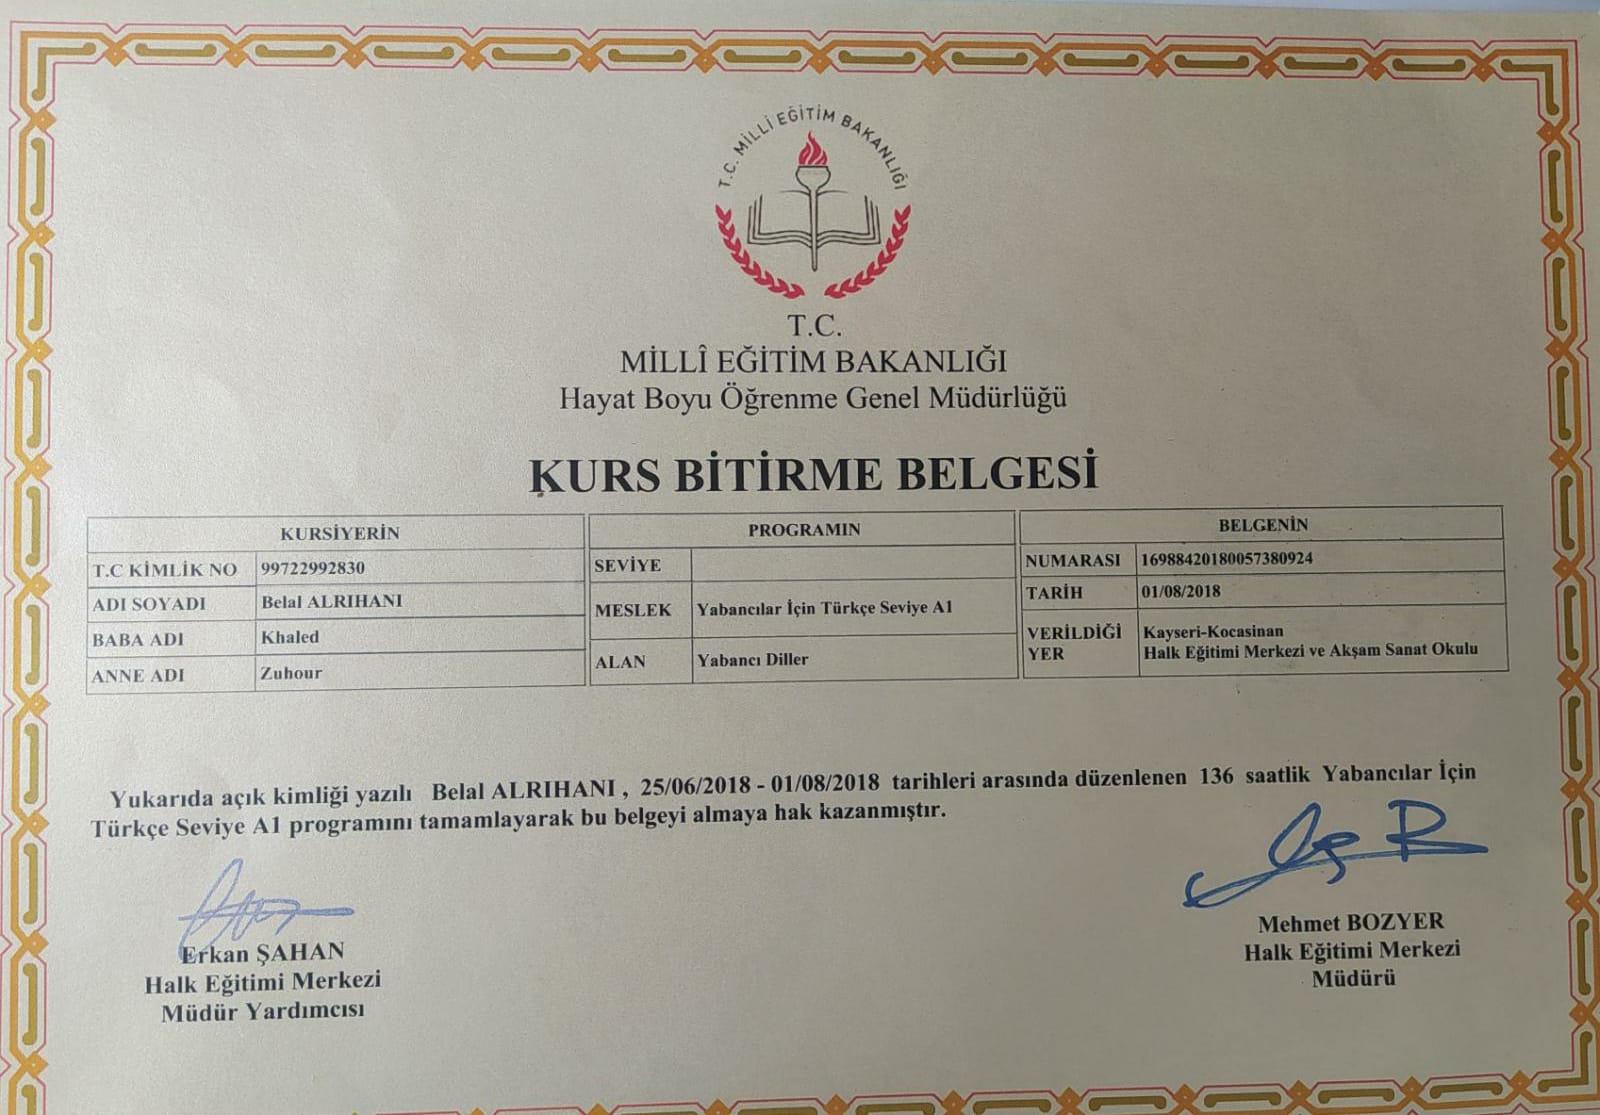 T.C. MİLLİ EĞİTİM BAKANLIĞI
T.C.
MİLLÎ EĞİTİM BAKANLIĞI
Hayat Boyu Öğrenme Genel Müdürlüğü
KURS BİTİRME BELGESİ
KURSİYERİN
T.C KİMLİK NO 99722992830
ADI SOYADI Belal ALRIHANI
BABA ADI Khaled
ANNE ADI Zuhour
PROGRAMIN
SEVİYE
MESLEK Yabancılar İçin Türkçe Seviye A1
ALAN Yabancı Diller
BELGENİN
NUMARASI 16988420180057380924
TARİH 01/08/2018
VERİLDİĞİ YER Kayseri-Kocasinan
Halk Eğitimi Merkezi ve Akşam Sanat Okulu
Yukarıda açık kimliği yazılı Belal ALRIHANI , 25/06/2018 - 01/08/2018 tarihleri arasında düzenlenen 136 saatlik Yabancılar İçin
Türkçe Seviye A1 programını tamamlayarak bu belgeyi almaya hak kazanmıştır.
Erkan ŞAHAN
Halk Eğitimi Merkezi
Müdür Yardımcısı
Mehmet BOZYER
Halk Eğitimi Merkezi
Müdürü